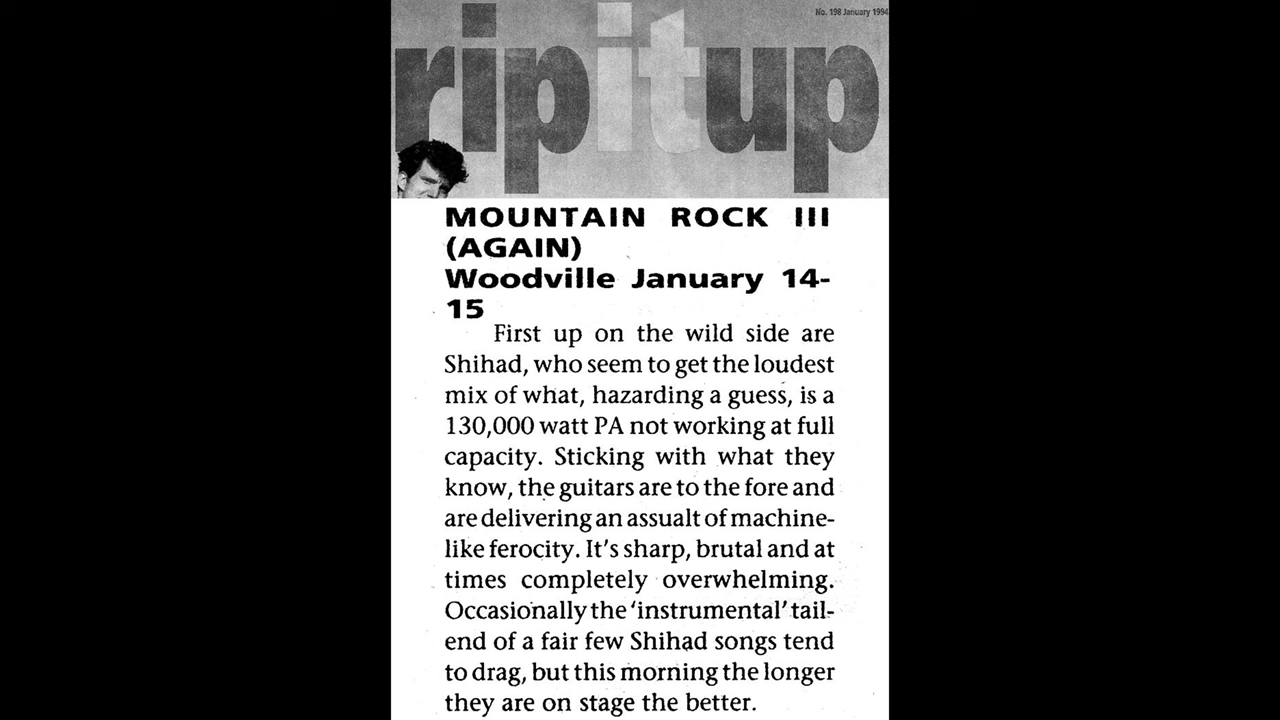 No. 198 January 1994
rip it up
MOUNTAIN ROCK III
(AGAIN)
Woodville January 14-
15
First up on the wild side are
Shihad, who seem to get the loudest
mix of what, hazarding a guess, is a
130,000 watt PA not working at full
capacity. Sticking with what they
know, the guitars are to the fore and
are delivering an assualt of machine-
like ferocity. It's sharp, brutal and at
times completely overwhelming.
Occasionally the 'instrumental' tail-
end of a fair few Shihad songs tend
to drag, but this morning the longer
they are on stage the better.